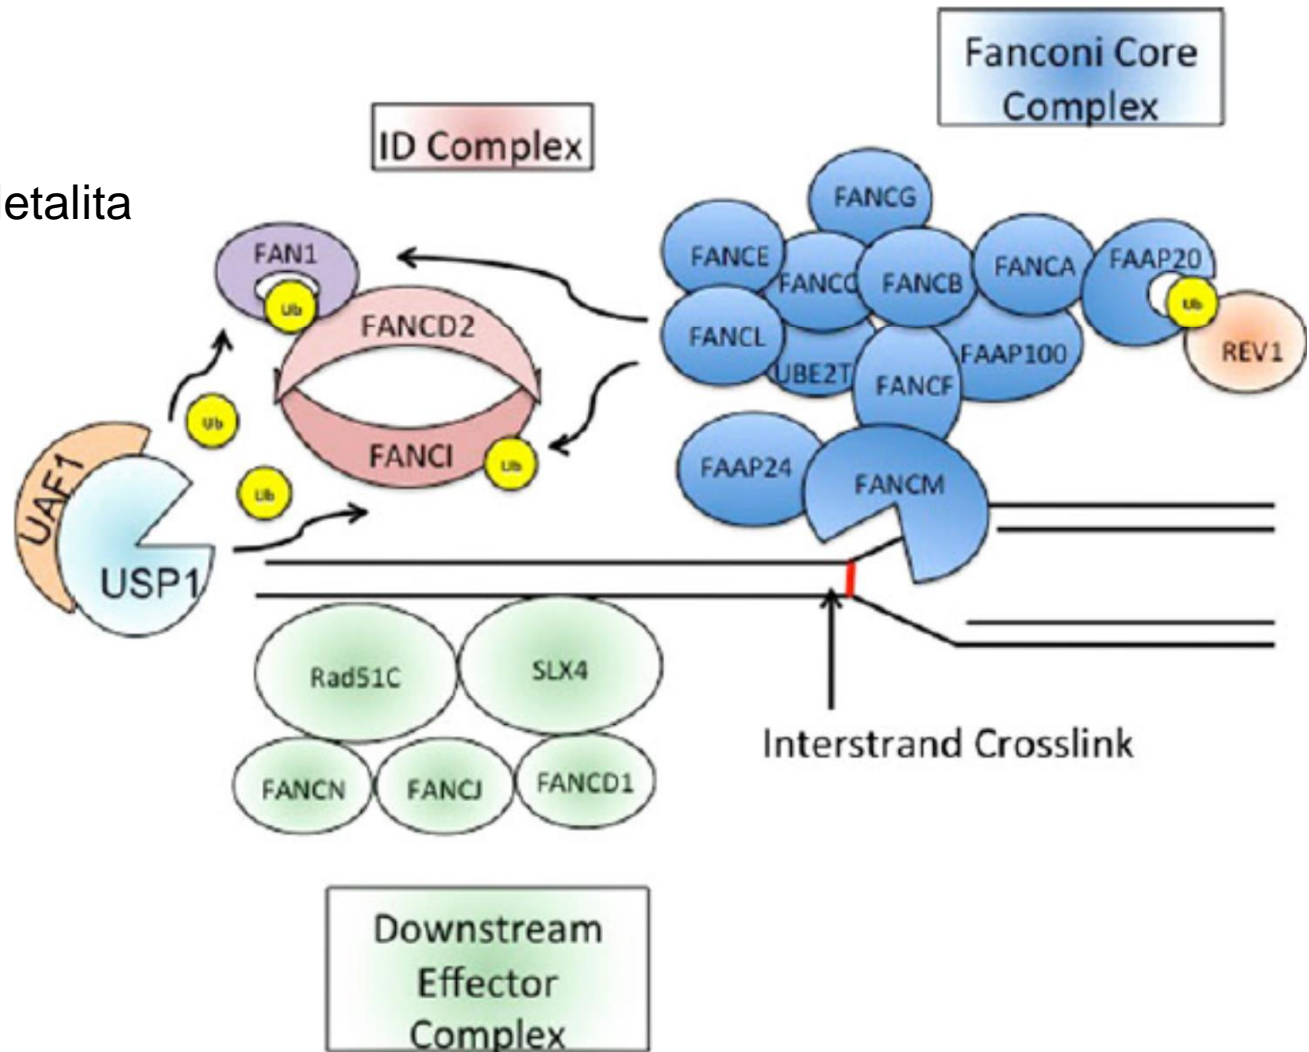 Fanconi Core
Complex
ID Complex
letalita
FANCG
FAN1
FANCE
FANCC
FANCB
FANCA
FAAP20
Ub
Ub
FANCD2
FANCL
UBE2T
FANCF
FAAP100
REV1
Ub
FANCI
Ub
FAAP24
FANCM
Ub
UAF1
USP1
Rad51C
SLX4
Interstrand Crosslink
FANCN
FANCJ
FANCD1
Downstream
Effector
Complex